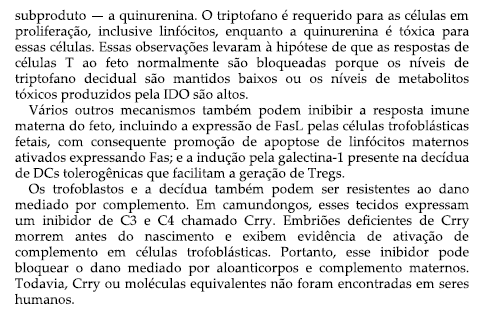 subproduto — a quinurenina. O triptofano é requerido para as células em
proliferação, inclusive linfócitos, enquanto a quinurenina é tóxica para
essas células. Essas observações levaram à hipótese de que as respostas de
células T ao feto normalmente são bloqueadas porque os níveis de
triptofano decidual são mantidos baixos ou os níveis de metabolitos
tóxicos produzidos pela IDO são altos.
Vários outros mecanismos também podem inibibir a resposta imune
materna do feto, incluindo a expressão de FasL pelas células trofoblásticas
fetais, com consequente promoção de apoptose de linfócitos maternos
ativados expressando Fas; e a indução pela galectina-1 presente na decídua
de DCs tolerogênicas que facilitam a geração de Tregs.
Os trofoblastos e a decídua também podem ser resistentes ao dano
mediado por complemento. Em camundongos, esses tecidos expressam
um inibidor de C3 e C4 chamado Crry. Embriões deficientes de Crry
morrem antes do nascimento e exibem evidência de ativação de
complemento em células trofoblásticas. Portanto, esse inibidor pode
bloquear o dano mediado por aloanticorpos e complemento maternos.
Todavia, Crry ou moléculas equivalentes não foram encontradas em seres
humanos.